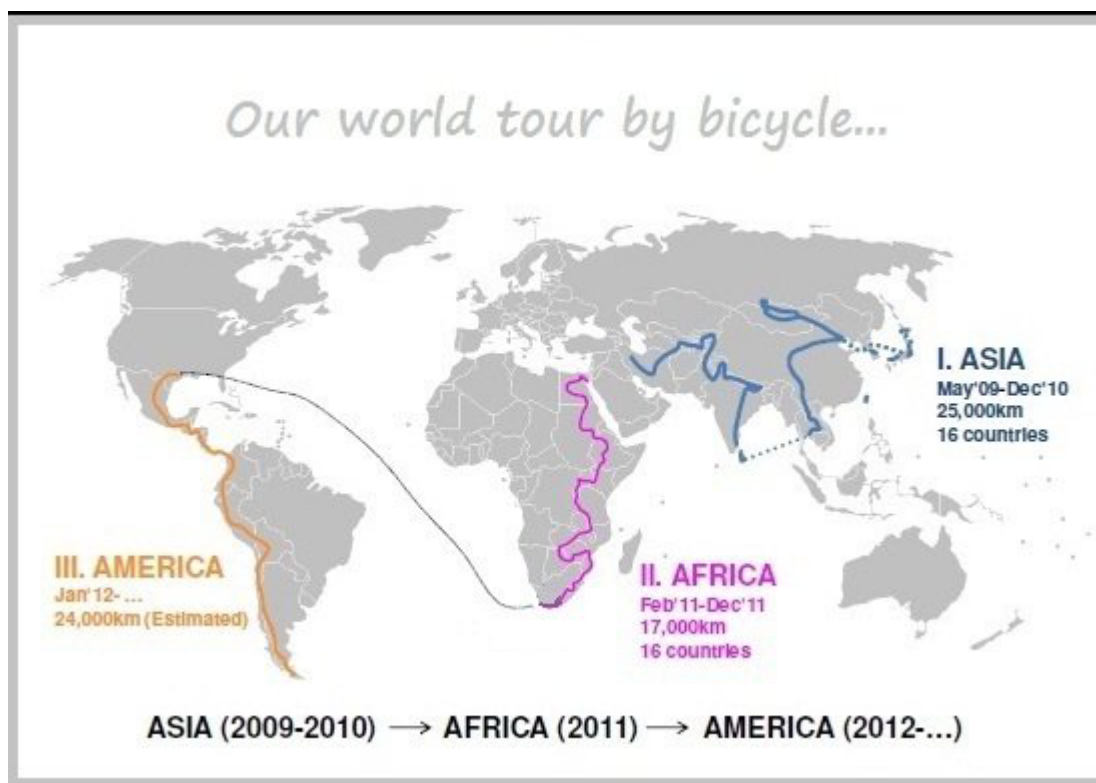 Our world tour by bicycle...
I. ASIA
May'09-Dec'10
25,000km
16 countries
III. AMERICA
Jan'12- ...
24,000km (Estimated)
II. AFRICA
Feb'11-Dec'11
17,000km
16 countries
ASIA (2009-2010) → AFRICA (2011) → AMERICA (2012-...)